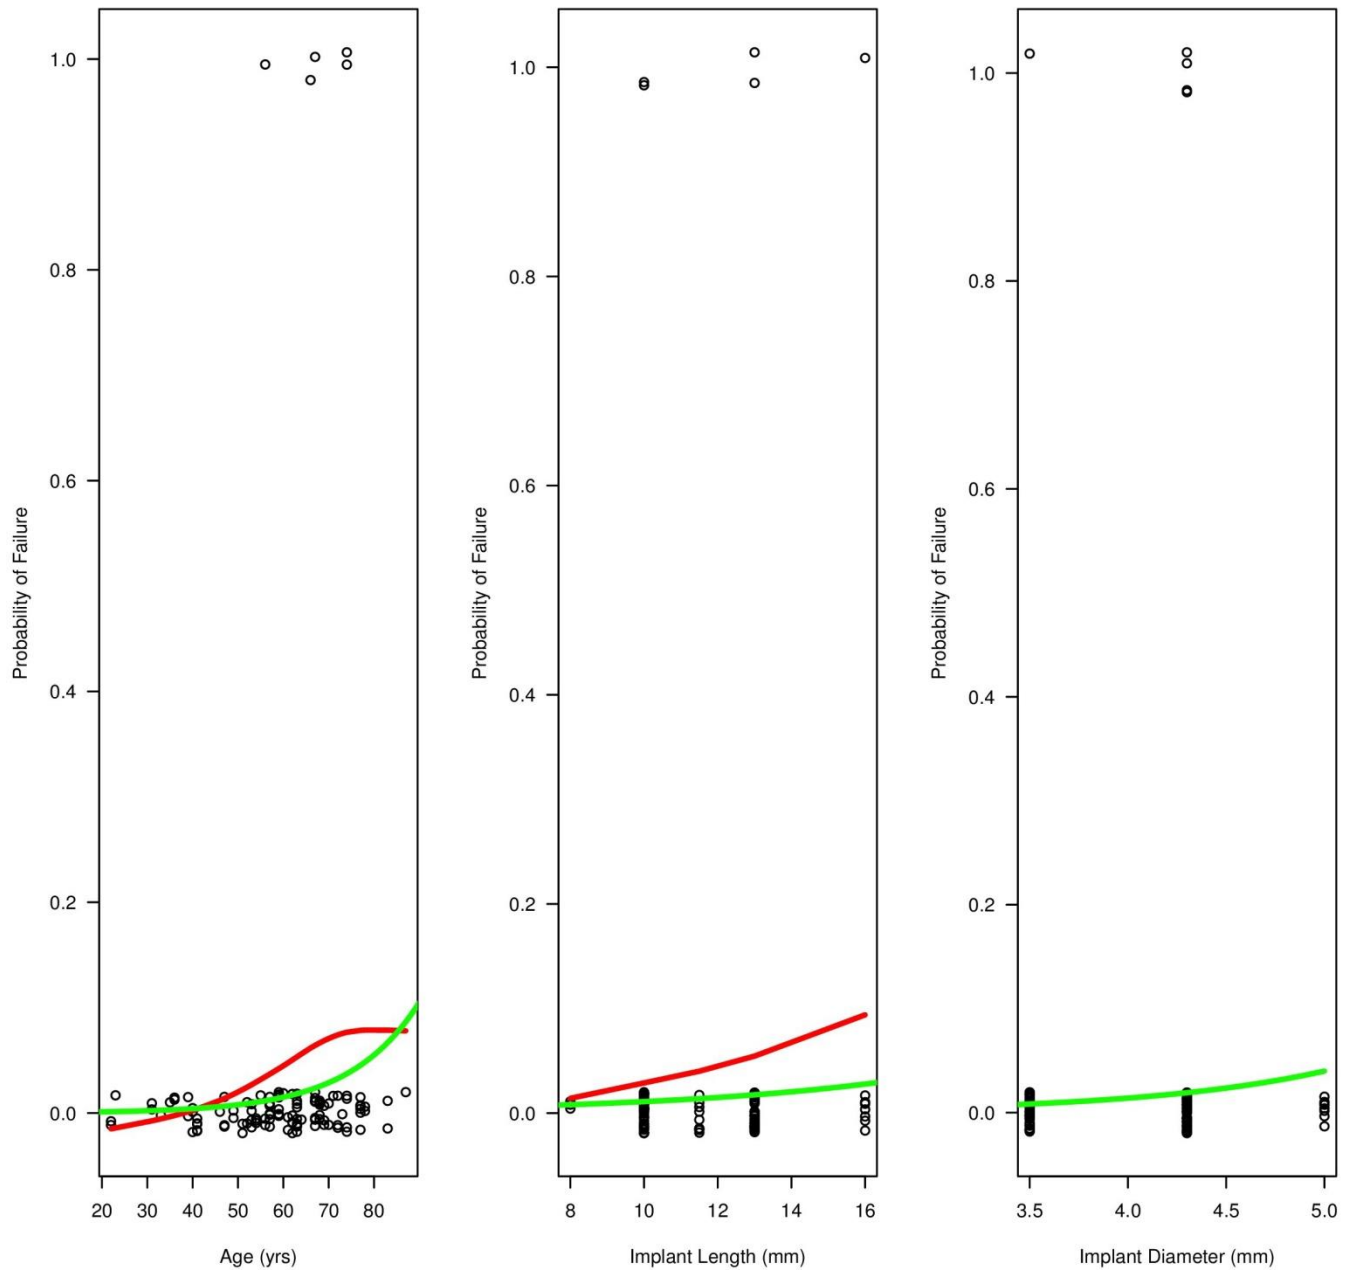 Probability of Failure
1.0
0.8
0.6
0.4
0.2
0.0
20 30 40 50 60 70 80
Age (yrs)
Probability of Failure
1.0
0.8
0.6
0.4
0.2
0.0
8 10 12 14 16
Implant Length (mm)
Probability of Failure
1.0
0.8
0.6
0.4
0.2
0.0
3.5 4.0 4.5 5.0
Implant Diameter (mm)